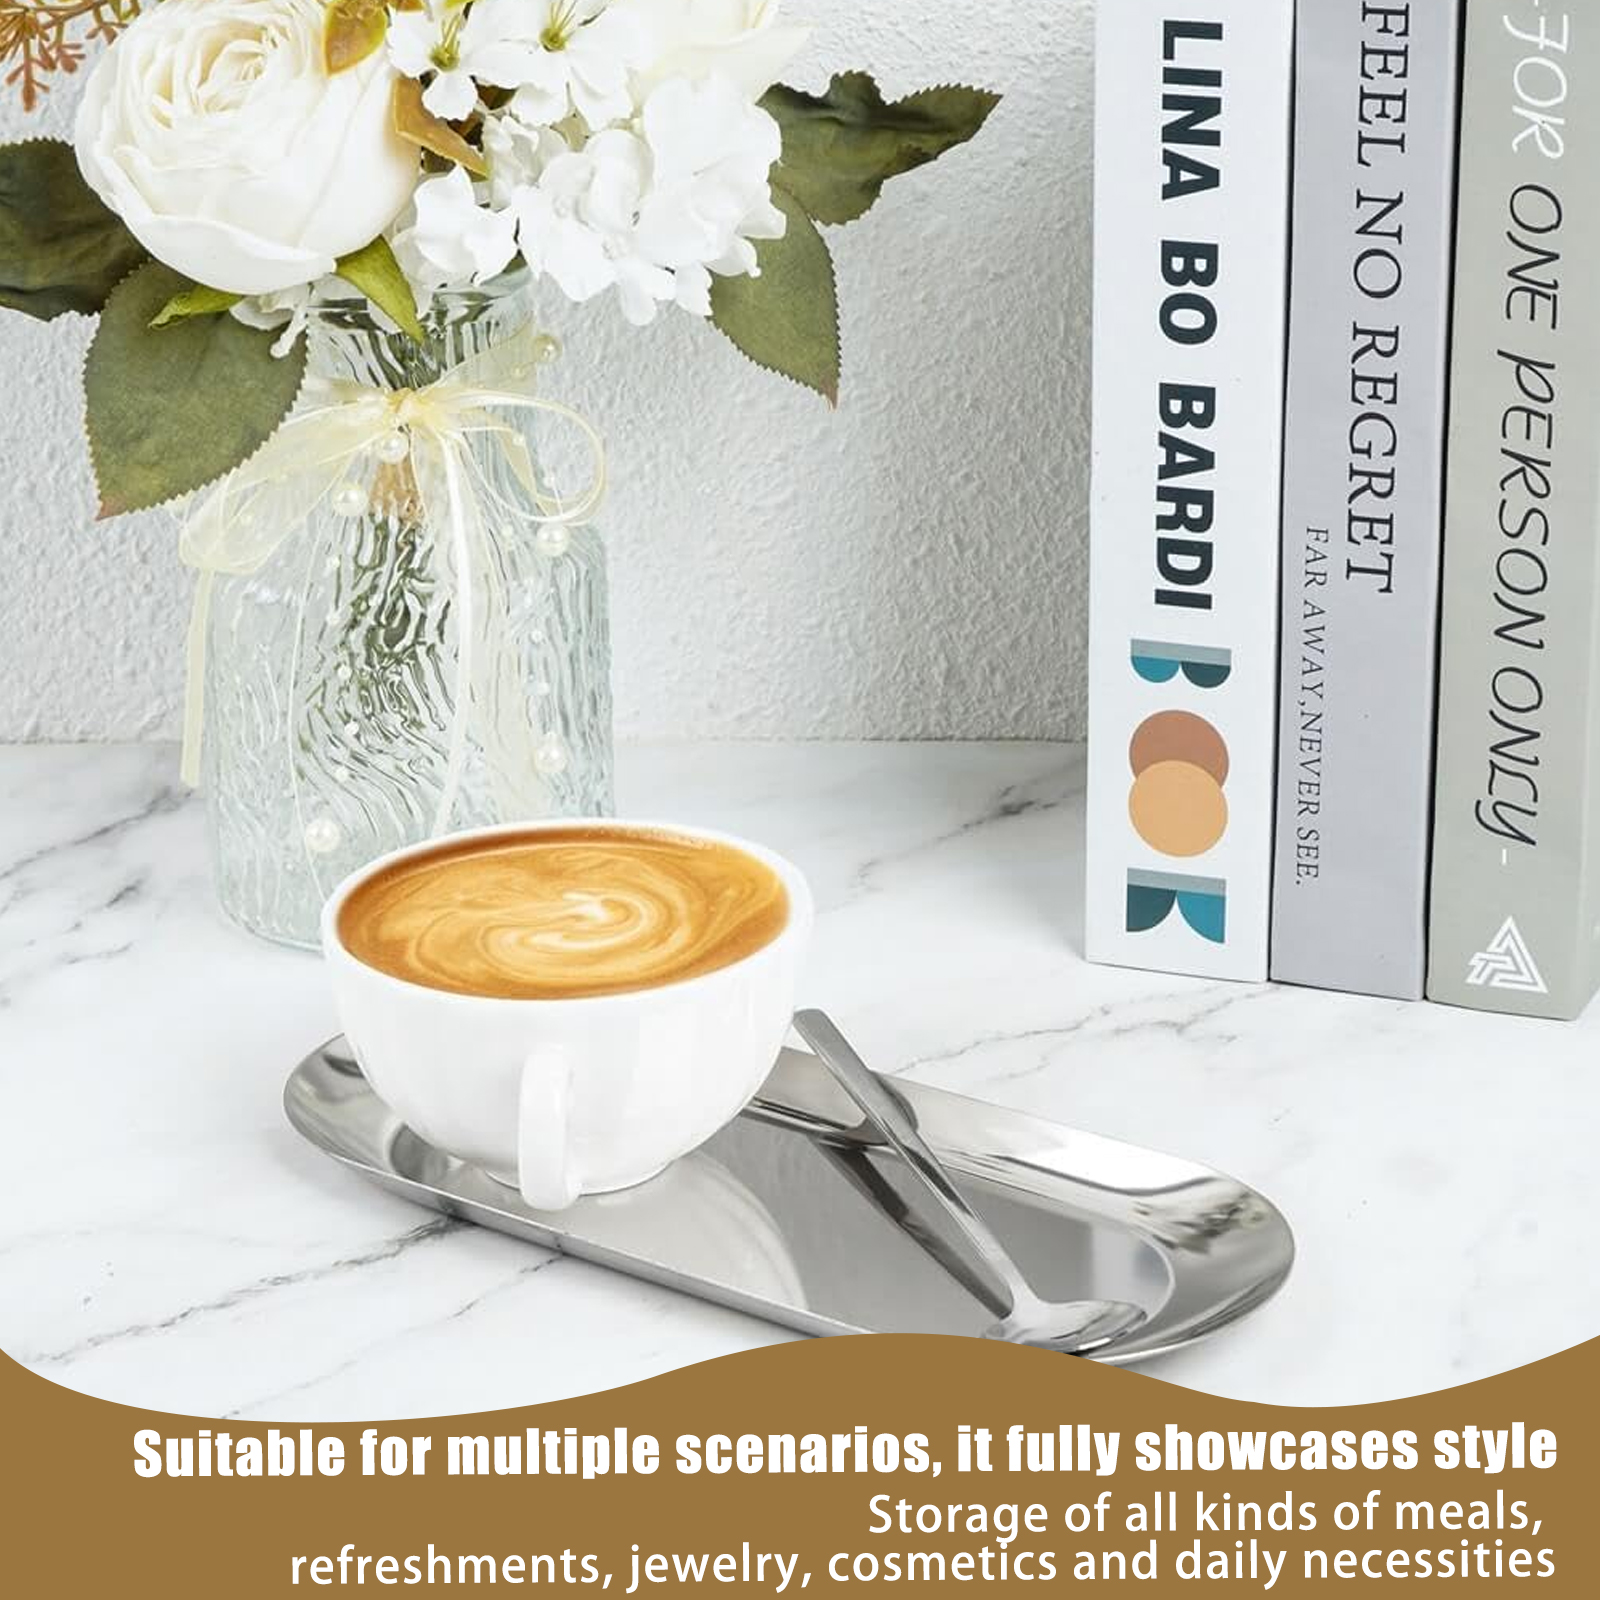 LINA BO BARDI
BOOK
FEEL NO REGRET
FAR AWAY,NEVER SEE.
-FOR ONE PERSON ONLY-
Suitable for multiple scenarios, it fully showcases style
Storage of all kinds of meals,
refreshments, jewelry, cosmetics and daily necessities